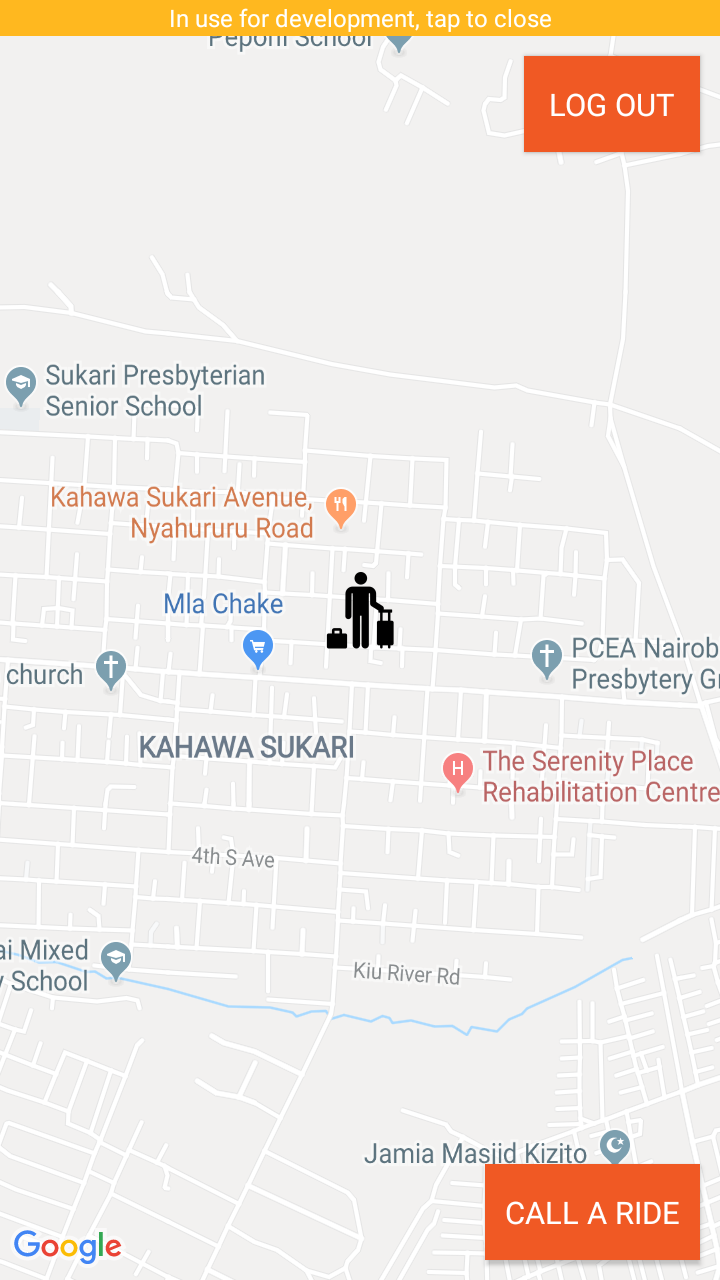 In use for development, tap to close
Peponi School
LOG OUT
Sukari Presbyterian
Senior School
Kahawa Sukari Avenue,
Nyahururu Road
Mla Chake
church
PCEA Nairob
Presbytery Gr
KAHAWA SUKARI
H
The Serenity Place
Rehabilitation Centre
4th S Ave
ai Mixed
y School
Kiu River Rd
Jamia Masjid Kizito
CALL A RIDE
Google